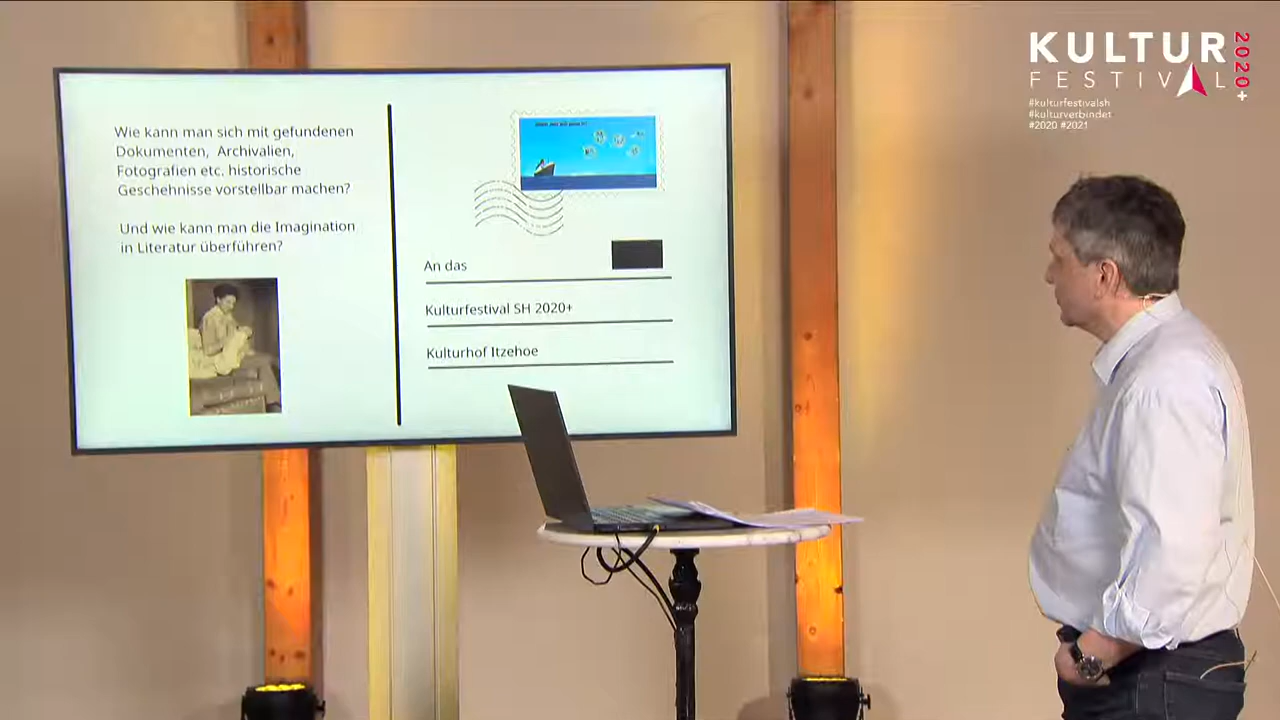 KULTUR
FESTIVAL
2020+
#kulturfestivalsh
#kulturverbindet
#2020 #2021
Wie kann man sich mit gefundenen
Dokumenten, Archivalien,
Fotografien etc. historische
Geschehnisse vorstellbar machen?
Und wie kann man die Imagination
in Literatur überführen?
An das
Kulturfestival SH 2020+
Kulturhof Itzehoe